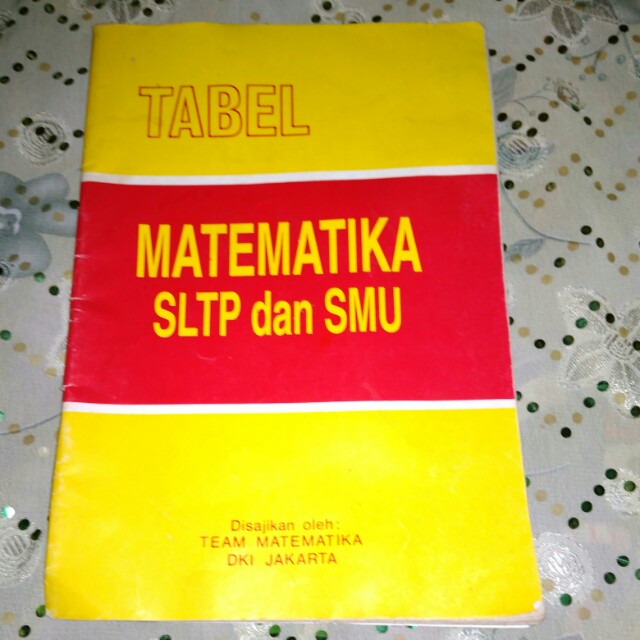 TABEL
MATEMATIKA
SLTP dan SMU
Disajikan oleh:
TEAM MATEMATIKA
DKI JAKARTA